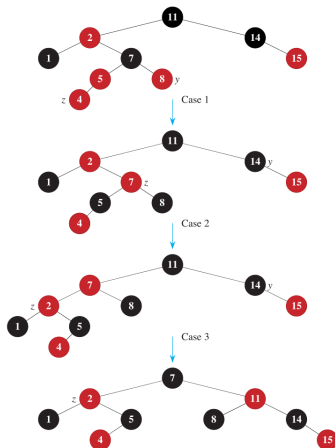 11
2 14
1 7 15
5 8 y
z 4
Case 1
11
2 14 y
1 7 z 15
5 8
4
Case 2
11
7 14 y
z 2 8 15
1 5
4
Case 3
7
z 2 11
1 5 8 14
4 15